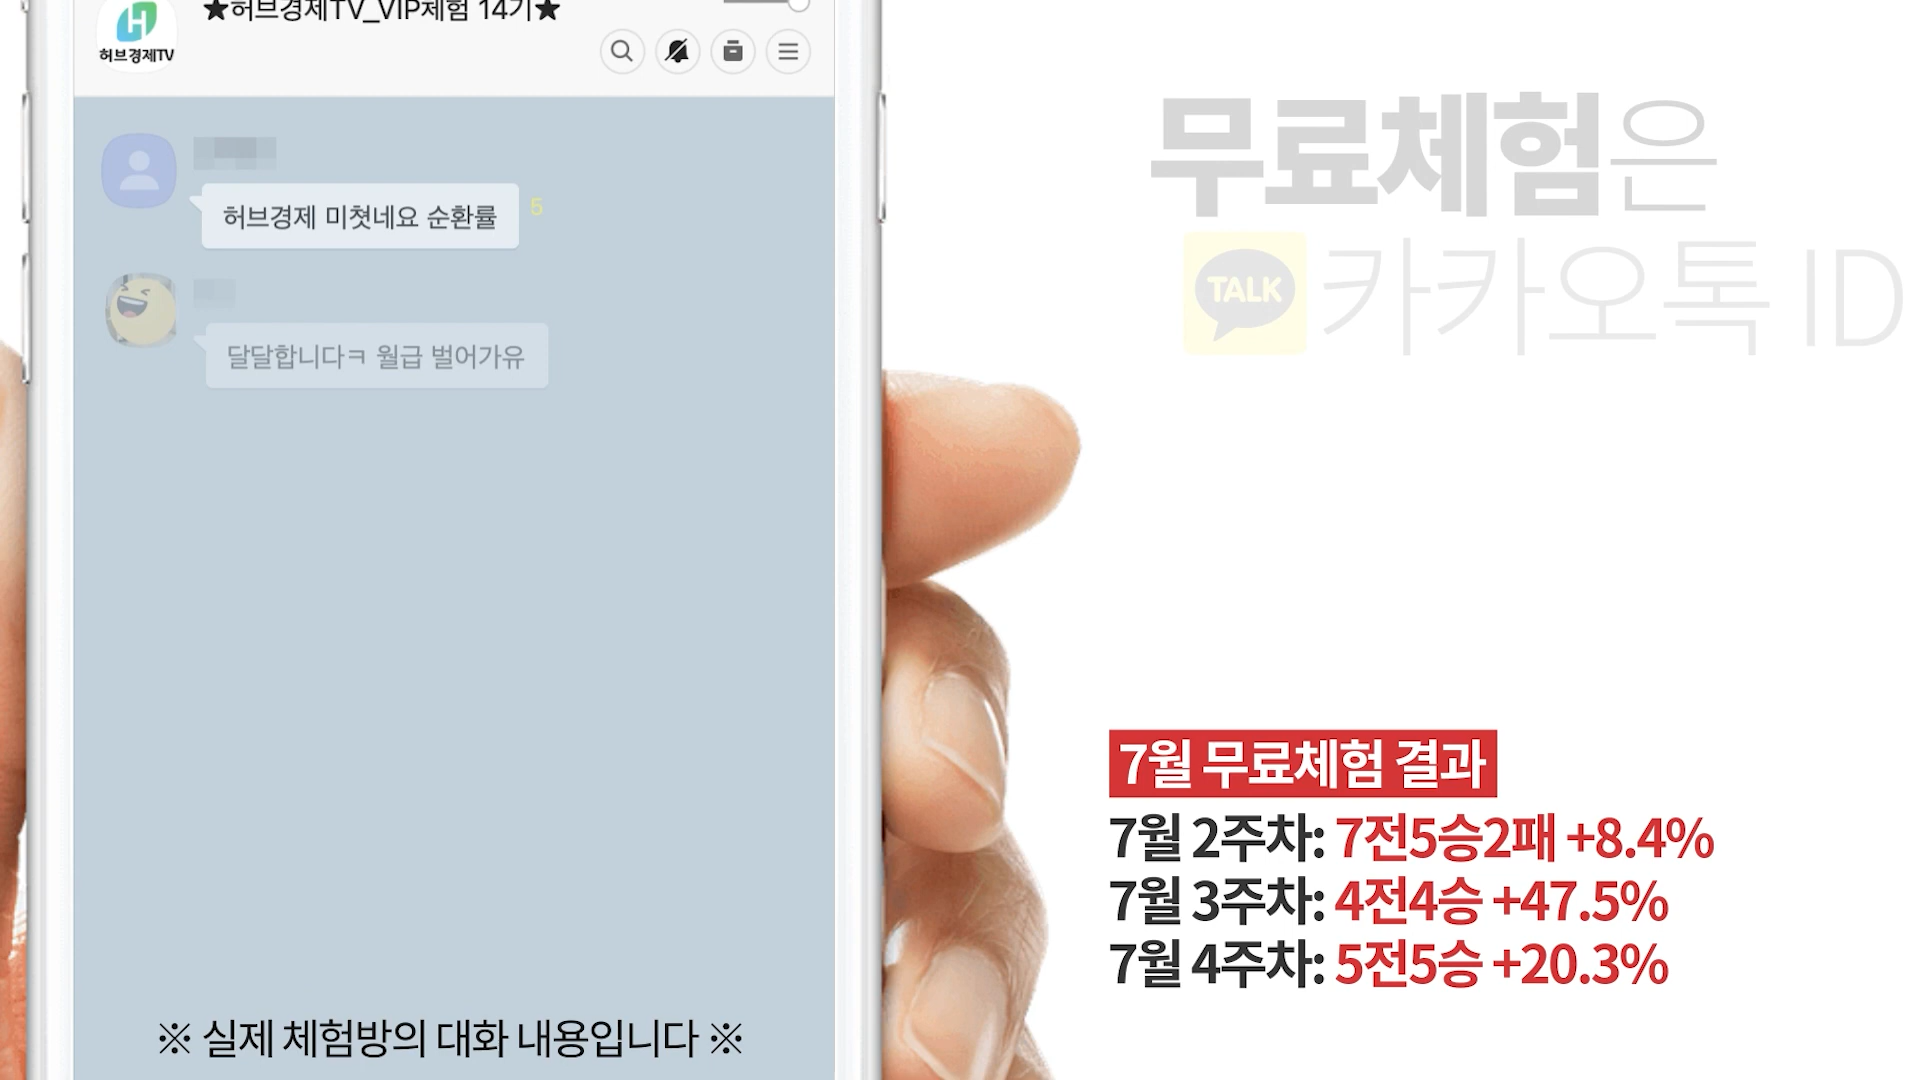 ★허브경제TV_VIP체험 14기★
허브경제TV
허브경제 미쳣네요 순환률
5
달달합니다ㅋ 월급 벌어가유
※ 실제 체험방의 대화 내용입니다 ※
무료체험은
TALK 카카오톡 ID
7월 무료체험 결과
7월 2주차: 7전5승2패 +8.4%
7월 3주차: 4전4승 +47.5%
7월 4주차: 5전5승 +20.3%